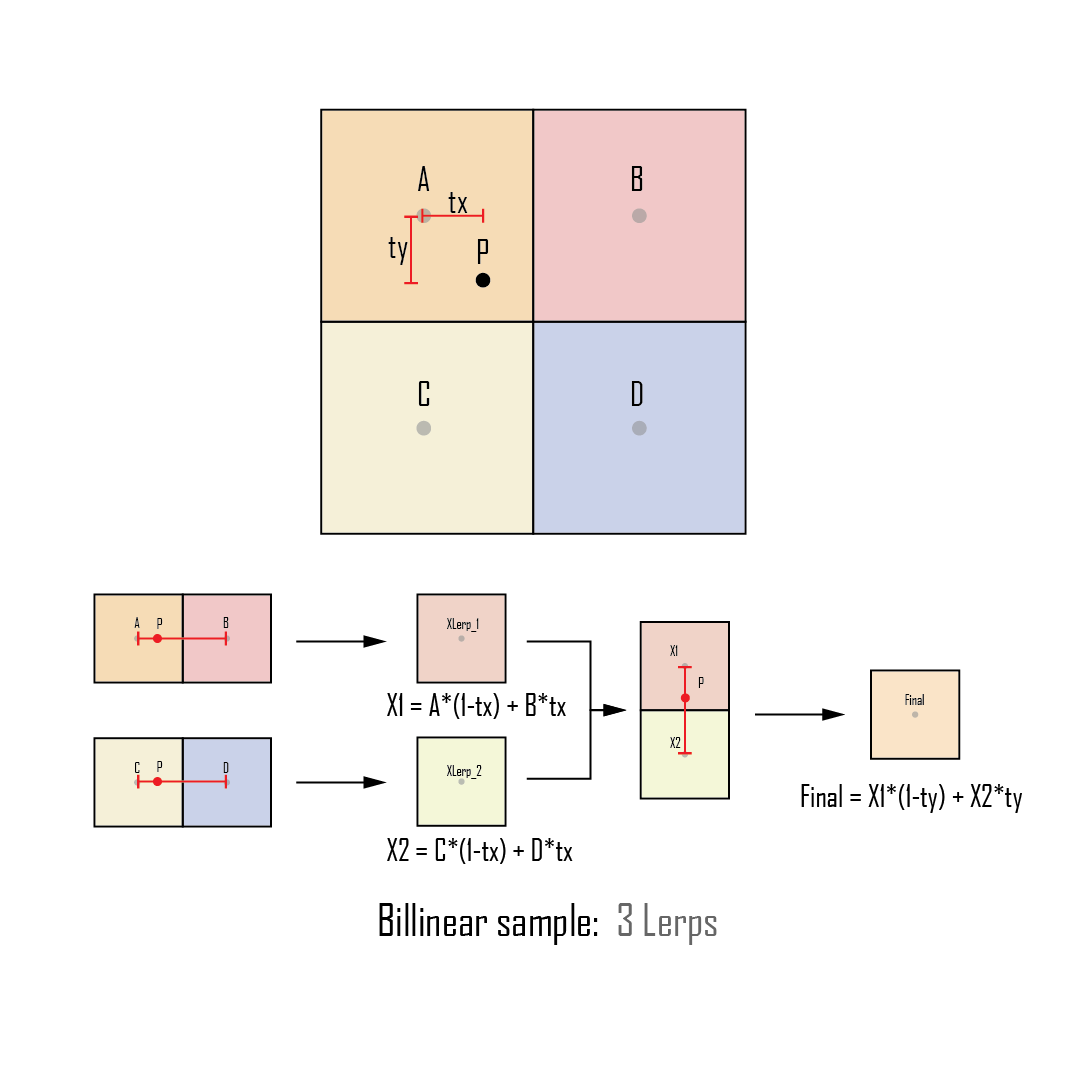 A
B
tx
ty
P
C
D
A P B
XLerp_1
X1 = A*(1-tx) + B*tx
C P D
XLerp_2
X2 = C*(1-tx) + D*tx
X1
P
X2
Final
Final = X1*(1-ty) + X2*ty
Billinear sample: 3 Lerps